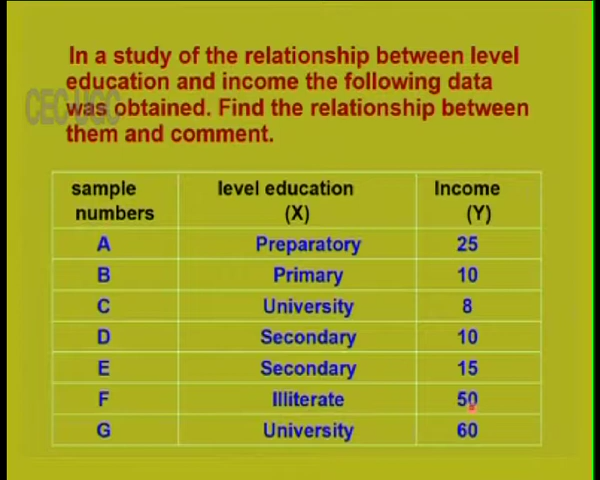 In a study of the relationship between level
education and income the following data
was obtained. Find the relationship between
them and comment.
CEC UGC
sample numbers level education (X) Income (Y)
A Preparatory 25
B Primary 10
C University 8
D Secondary 10
E Secondary 15
F Illiterate 50
G University 60